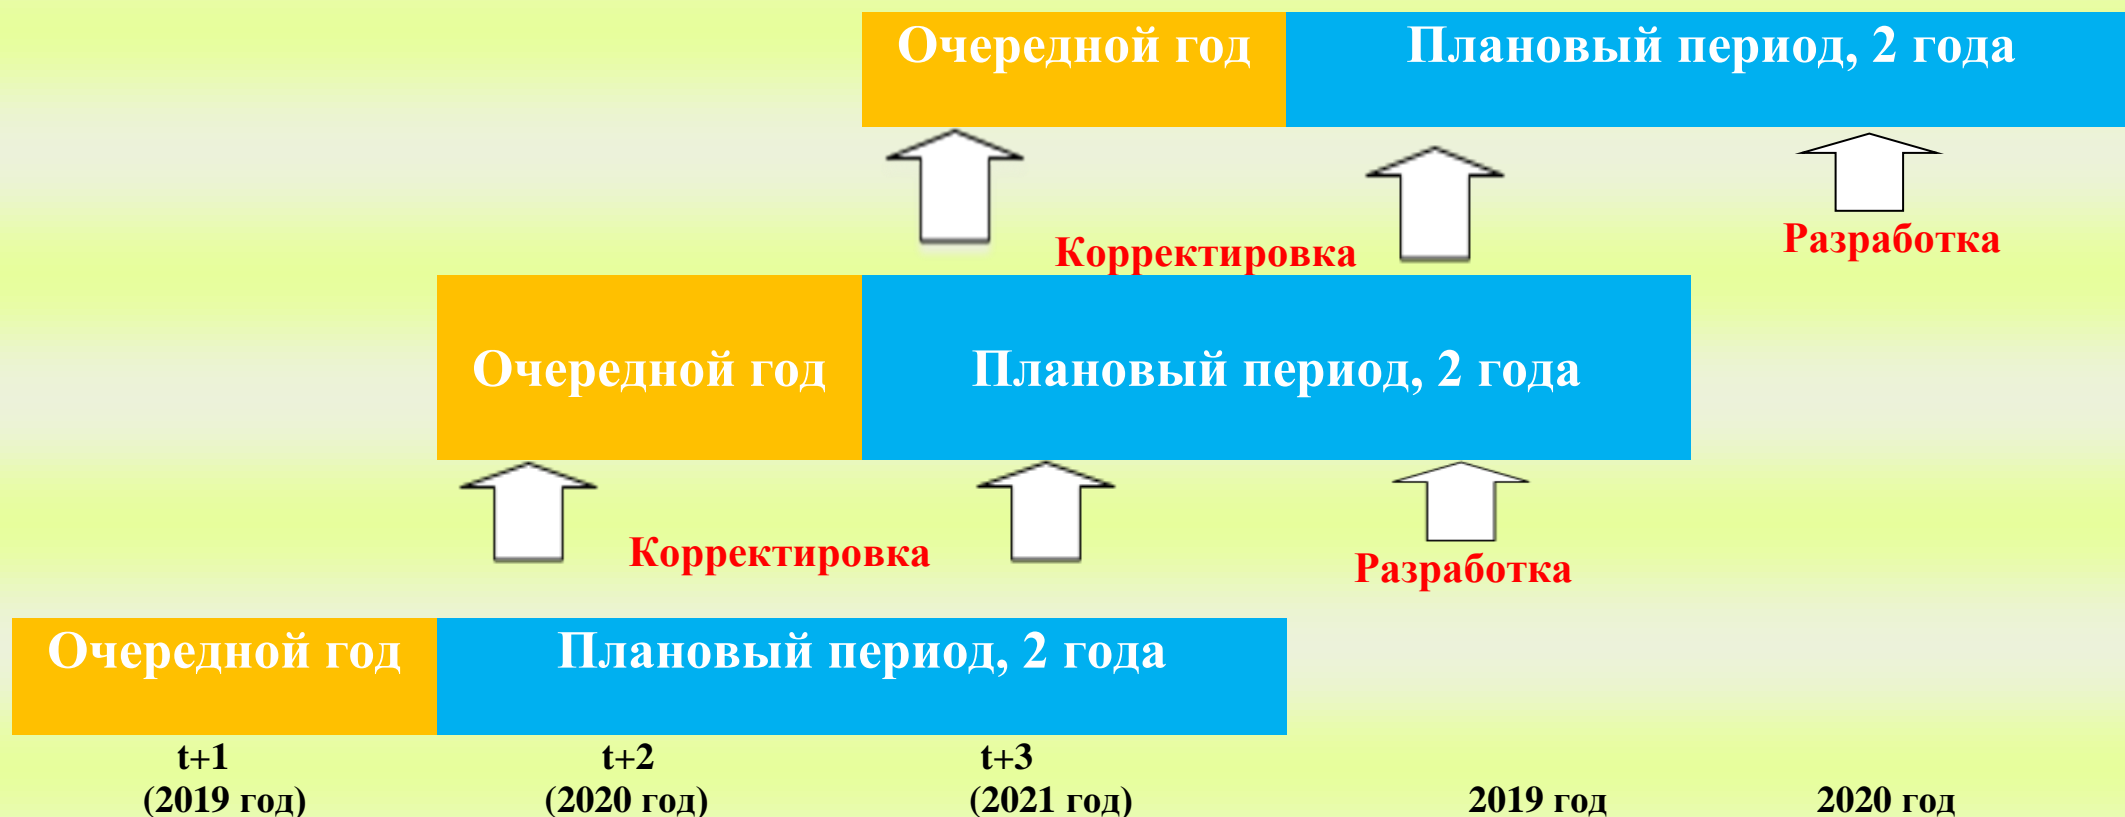 Очередной год
Плановый период, 2 года
Корректировка
Разработка
Очередной год
Плановый период, 2 года
Корректировка
Разработка
Очередной год
Плановый период, 2 года
t+1
t+2
t+3
(2019 год)
(2020 год)
(2021 год)
2019 год
2020 год